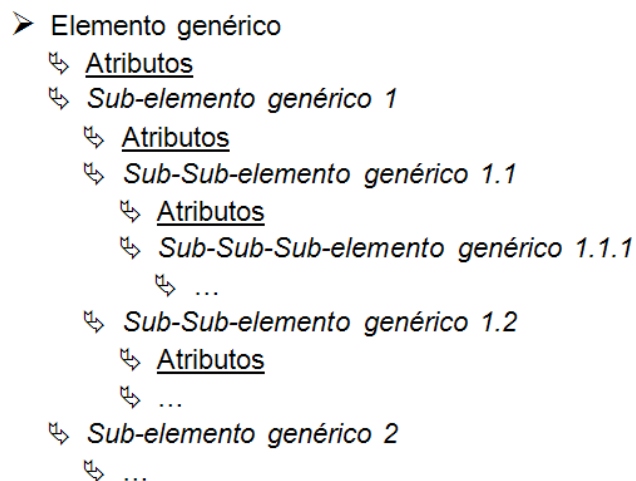 ➢ Elemento genérico
↳ Atributos
↳ Sub-elemento genérico 1
↳ Atributos
↳ Sub-Sub-elemento genérico 1.1
↳ Atributos
↳ Sub-Sub-Sub-elemento genérico 1.1.1
↳ …
↳ Sub-Sub-elemento genérico 1.2
↳ Atributos
↳ …
↳ Sub-elemento genérico 2
↳ …